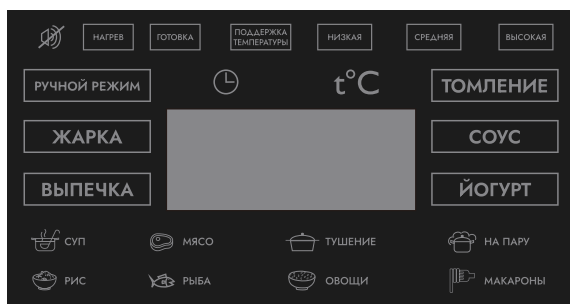 НАГРЕВ ГОТОВКА ПОДДЕРЖКА ТЕМПЕРАТУРЫ НИЗКАЯ СРЕДНЯЯ ВЫСОКАЯ
РУЧНОЙ РЕЖИМ t°C ТОМЛЕНИЕ
ЖАРКА СОУС
ВЫПЕЧКА ЙОГУРТ
СУП МЯСО ТУШЕНИЕ НА ПАРУ
РИС РЫБА ОВОЩИ МАКАРОНЫ